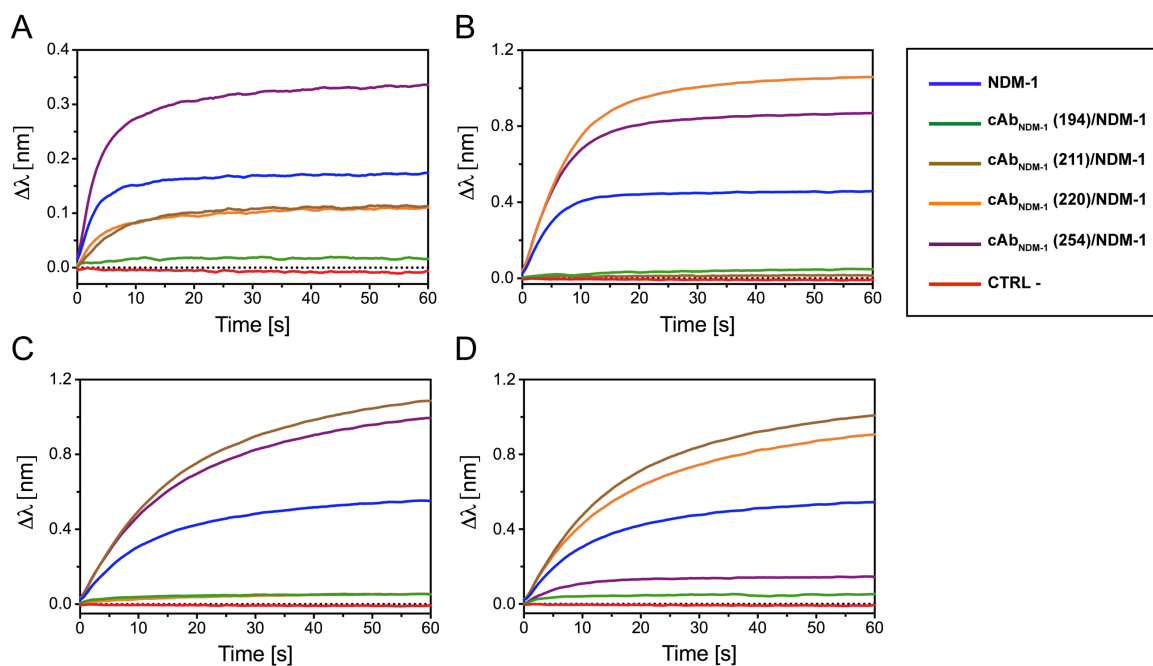 A
Δλ [nm]
0.4
0.3
0.2
0.1
0.0
0 10 20 30 40 50 60
Time [s]
B
Δλ [nm]
1.2
0.8
0.4
0.0
0 10 20 30 40 50 60
Time [s]
NDM-1
cAbNDM-1 (194)/NDM-1
cAbNDM-1 (211)/NDM-1
cAbNDM-1 (220)/NDM-1
cAbNDM-1 (254)/NDM-1
CTRL -
C
Δλ [nm]
1.2
0.8
0.4
0.0
0 10 20 30 40 50 60
Time [s]
D
Δλ [nm]
1.2
0.8
0.4
0.0
0 10 20 30 40 50 60
Time [s]